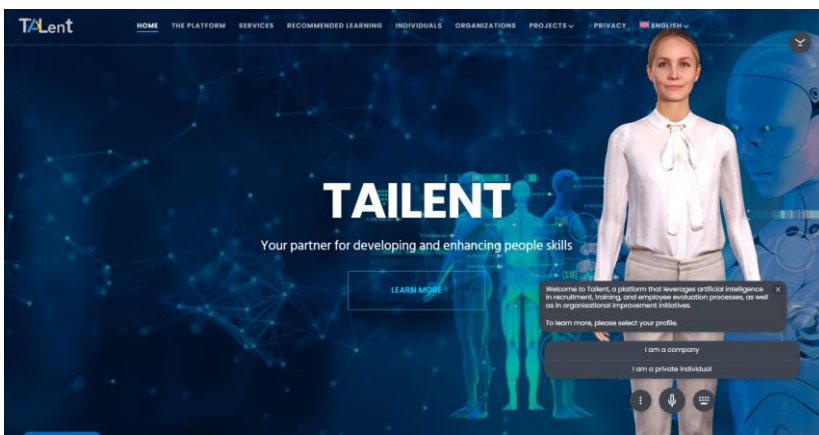 TAILent
HOME THE PLATFORM SERVICES RECOMMENDED LEARNING INDIVIDUALS ORGANIZATIONS PROJECTS PRIVACY ENGLISH
TAILENT
Your partner for developing and enhancing people skills
LEARN MORE
Welcome to Tailent, a platform that leverages artificial intelligence
in recruitment, training, and employee evaluation processes, as well
as in organisational improvement initiatives.
To learn more, please select your profile.
I am a company
I am a private individual